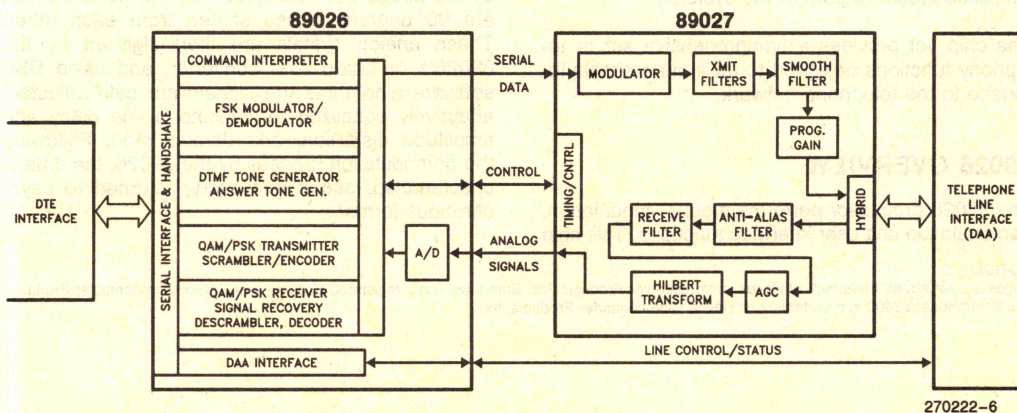 89026
89027
COMMAND INTERPRETER
FSK MODULATOR/
DEMODULATOR
DTMF TONE GENERATOR
ANSWER TONE GEN.
QAM/PSK TRANSMITTER
SCRAMBLER/ENCODER
QAM/PSK RECEIVER
SIGNAL RECOVERY
DESCRAMBLER, DECODER
DAA INTERFACE
SERIAL INTERFACE & HANDSHAKE
DTE
INTERFACE
A/D
SERIAL
DATA
CONTROL
ANALOG
SIGNALS
TIMING/CNTRL
MODULATOR
XMIT
FILTERS
SMOOTH
FILTER
PROG.
GAIN
HYBRID
RECEIVE
FILTER
ANTI-ALIAS
FILTER
HILBERT
TRANSFORM
AGC
LINE CONTROL/STATUS
TELEPHONE
LINE
INTERFACE
(DAA)
270222-6